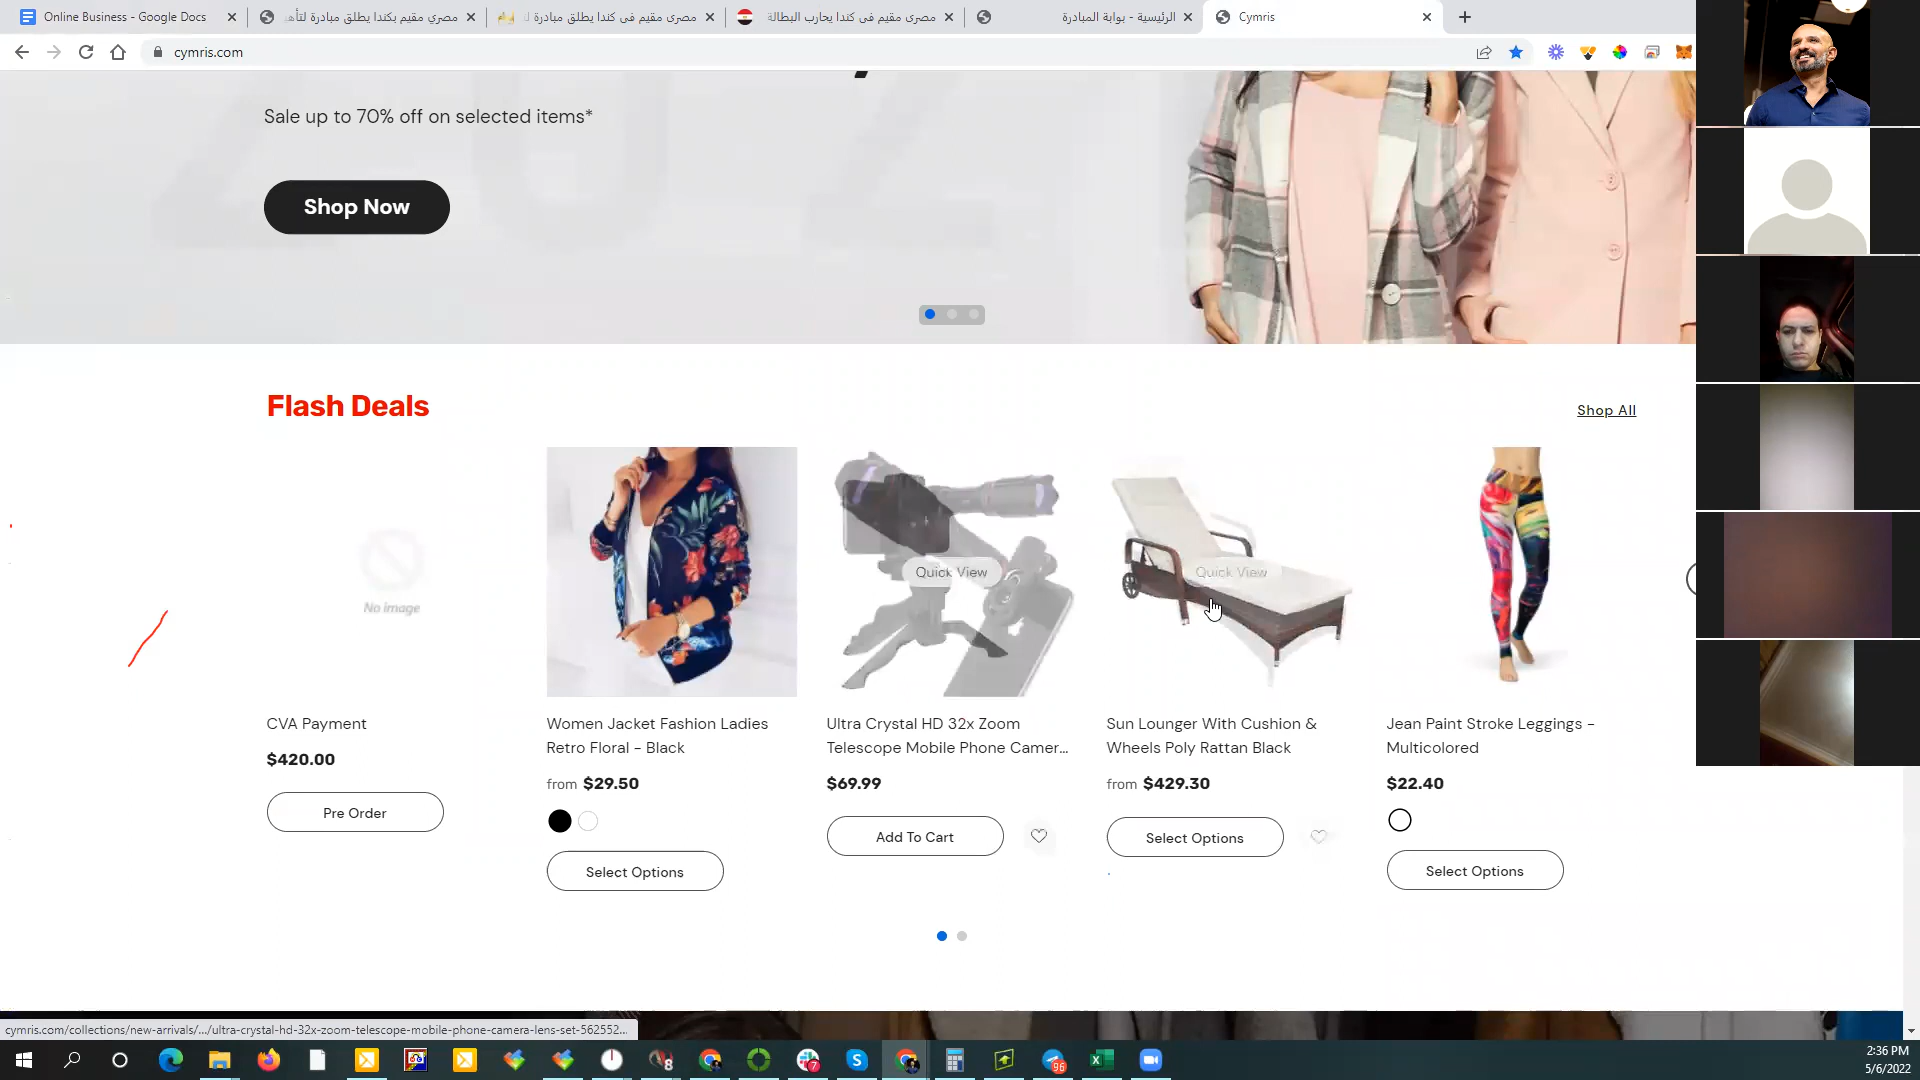 Online Business - Google Docs
مصري مقيم بكندا يطلق مبادرة لتأهـ
مصرى مقيم فى كندا يطلق مبادرة لـ
مصرى مقيم فى كندا يحارب البطالة
الرئيسية - بوابة المبادرة
Cymris
cymris.com
Sale up to 70% off on selected items*
Shop Now
Flash Deals
Shop All
No image
Quick View
Quick View
CVA Payment
$420.00
Pre Order
Women Jacket Fashion Ladies
Retro Floral - Black
from $29.50
Select Options
Ultra Crystal HD 32x Zoom
Telescope Mobile Phone Camer...
$69.99
Add To Cart
Sun Lounger With Cushion &
Wheels Poly Rattan Black
from $429.30
Select Options
Jean Paint Stroke Leggings -
Multicolored
$22.40
Select Options
cymris.com/collections/new-arrivals/.../ultra-crystal-hd-32x-zoom-telescope-mobile-phone-camera-lens-set-562552...
7
96
2:36 PM
5/6/2022